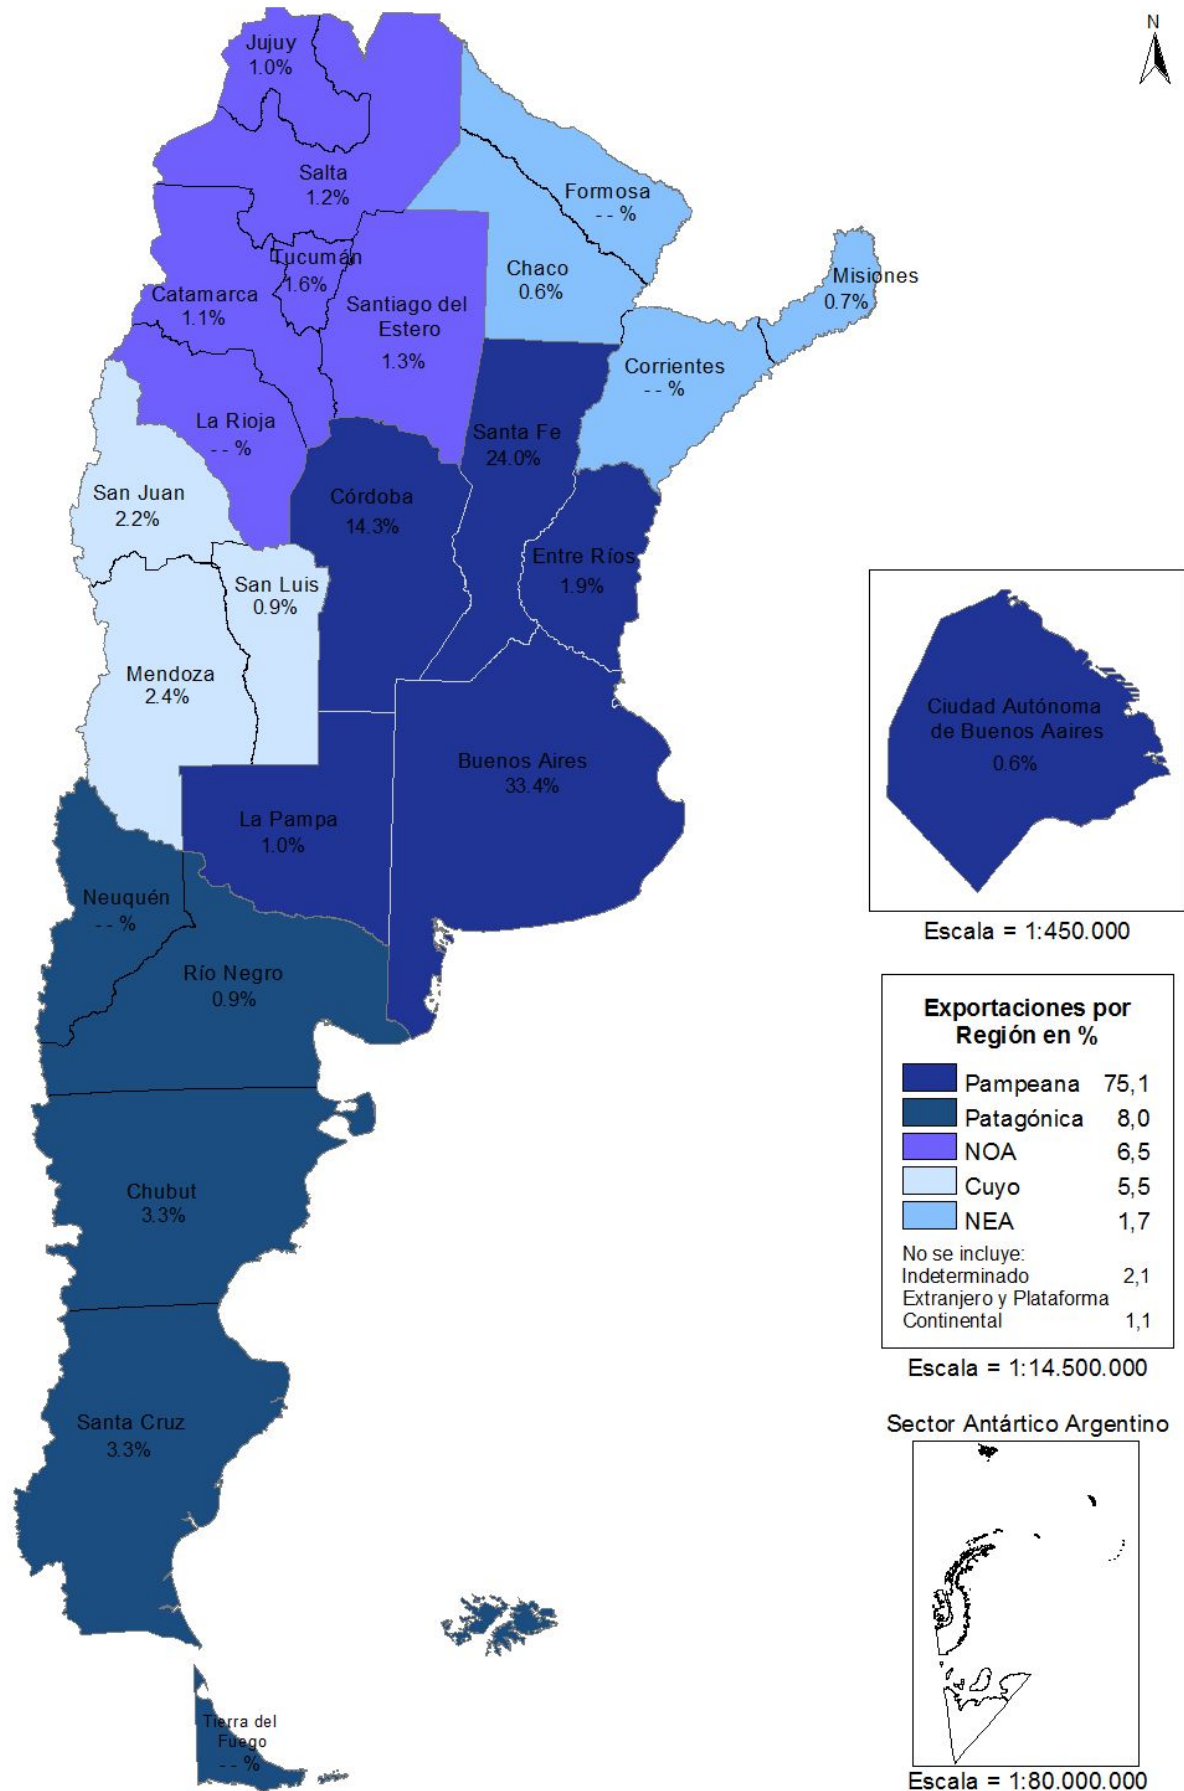 N
Jujuy
1.0%
Salta
1.2%
Formosa
-- %
Tucumán
1.6%
Chaco
0.6%
Misiones
0.7%
Catamarca
1.1%
Santiago del
Estero
1.3%
Corrientes
-- %
La Rioja
-- %
Santa Fe
24.0%
San Juan
2.2%
Córdoba
14.3%
Entre Ríos
1.9%
San Luis
0.9%
Mendoza
2.4%
Buenos Aires
33.4%
La Pampa
1.0%
Neuquén
-- %
Río Negro
0.9%
Chubut
3.3%
Santa Cruz
3.3%
Tierra del
Fuego
-- %
Ciudad Autónoma
de Buenos Aaires
0.6%
Escala = 1:450.000
Exportaciones por
Región en %
Pampeana 75,1
Patagónica 8,0
NOA 6,5
Cuyo 5,5
NEA 1,7
No se incluye:
Indeterminado 2,1
Extranjero y Plataforma
Continental 1,1
Escala = 1:14.500.000
Sector Antártico Argentino
Escala = 1:80.000.000